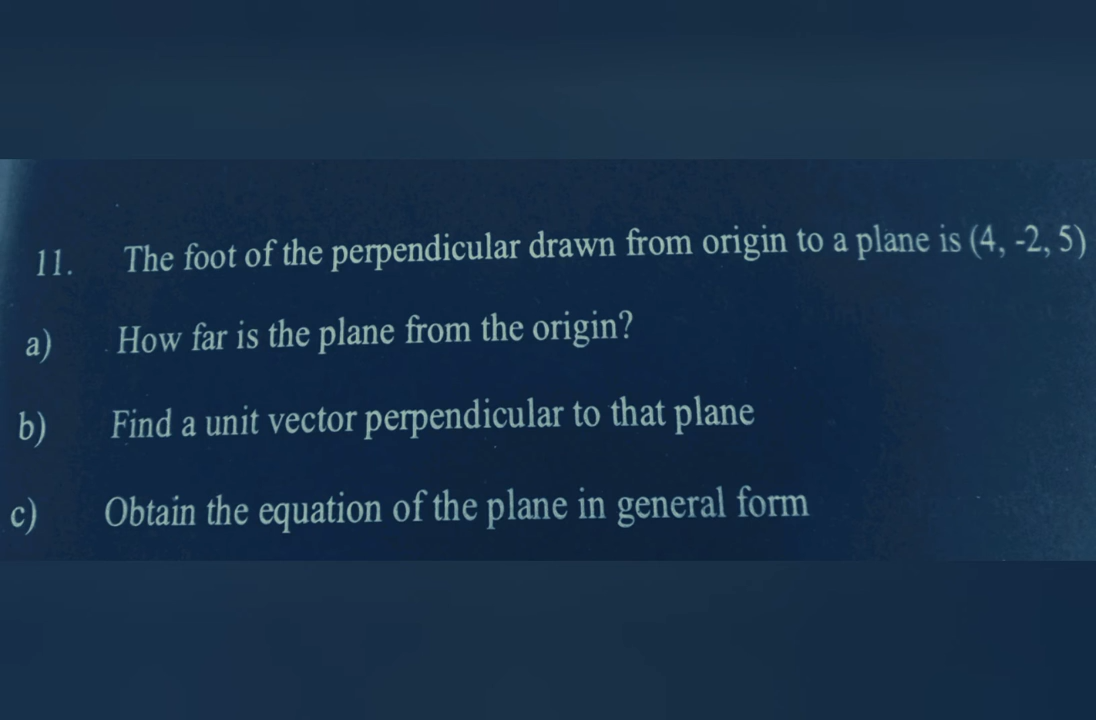 11. The foot of the perpendicular drawn from origin to a plane is (4, -2, 5)
a) How far is the plane from the origin?
b) Find a unit vector perpendicular to that plane
c) Obtain the equation of the plane in general form